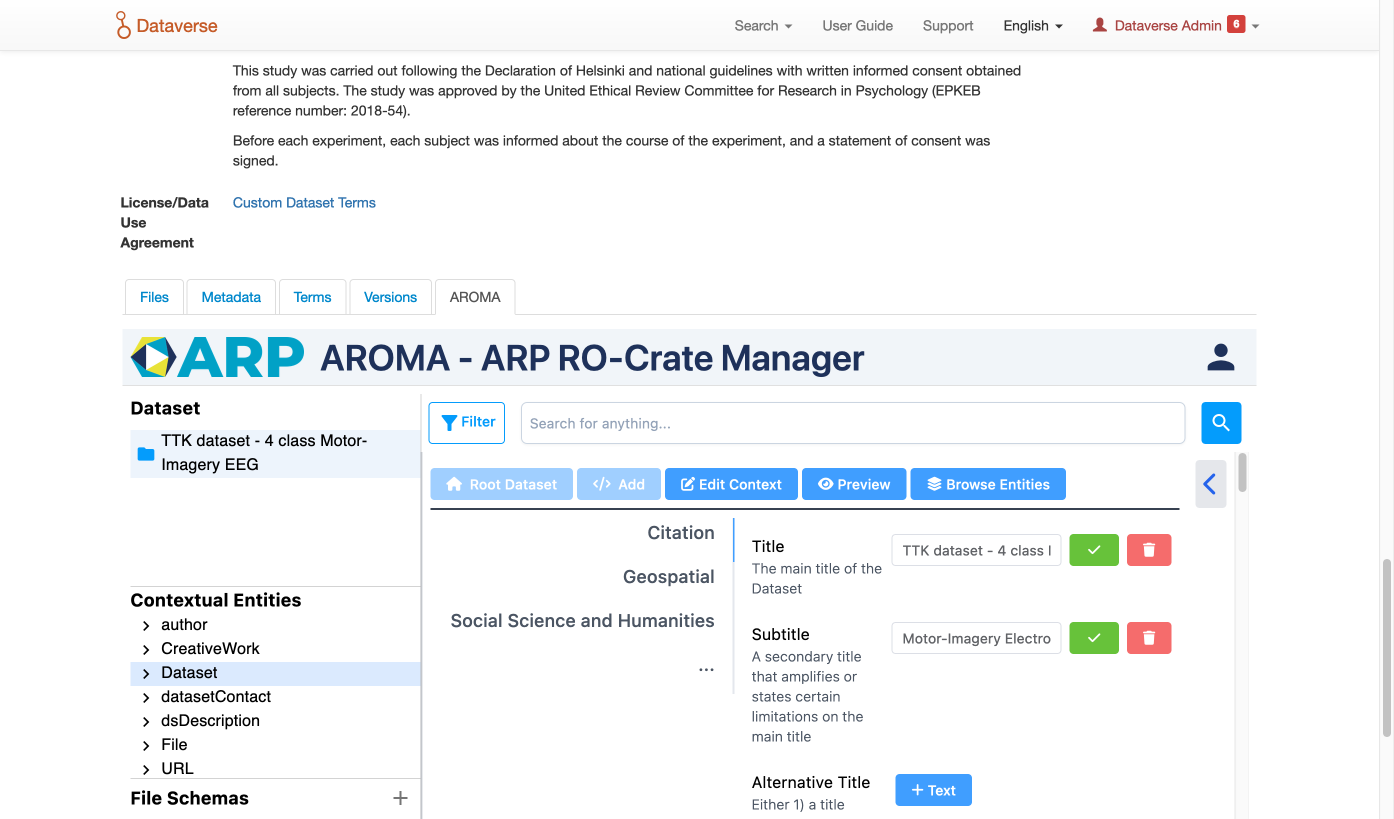 Dataverse
Search
User Guide
Support
English
Dataverse Admin 6
This study was carried out following the Declaration of Helsinki and national guidelines with written informed consent obtained
from all subjects. The study was approved by the United Ethical Review Committee for Research in Psychology (EPKEB
reference number: 2018-54).
Before each experiment, each subject was informed about the course of the experiment, and a statement of consent was
signed.
License/Data
Use
Agreement
Custom Dataset Terms
Files
Metadata
Terms
Versions
AROMA
ARP AROMA - ARP RO-Crate Manager
Dataset
TTK dataset - 4 class Motor-
Imagery EEG
Contextual Entities
author
CreativeWork
Dataset
datasetContact
dsDescription
File
URL
File Schemas +
Filter
Search for anything...
Root Dataset
</> Add
Edit Context
Preview
Browse Entities
Citation
Geospatial
Social Science and Humanities
...
Title
The main title of the
Dataset
TTK dataset - 4 class I
Subtitle
A secondary title
that amplifies or
states certain
limitations on the
main title
Motor-Imagery Electro
Alternative Title
Either 1) a title
+ Text